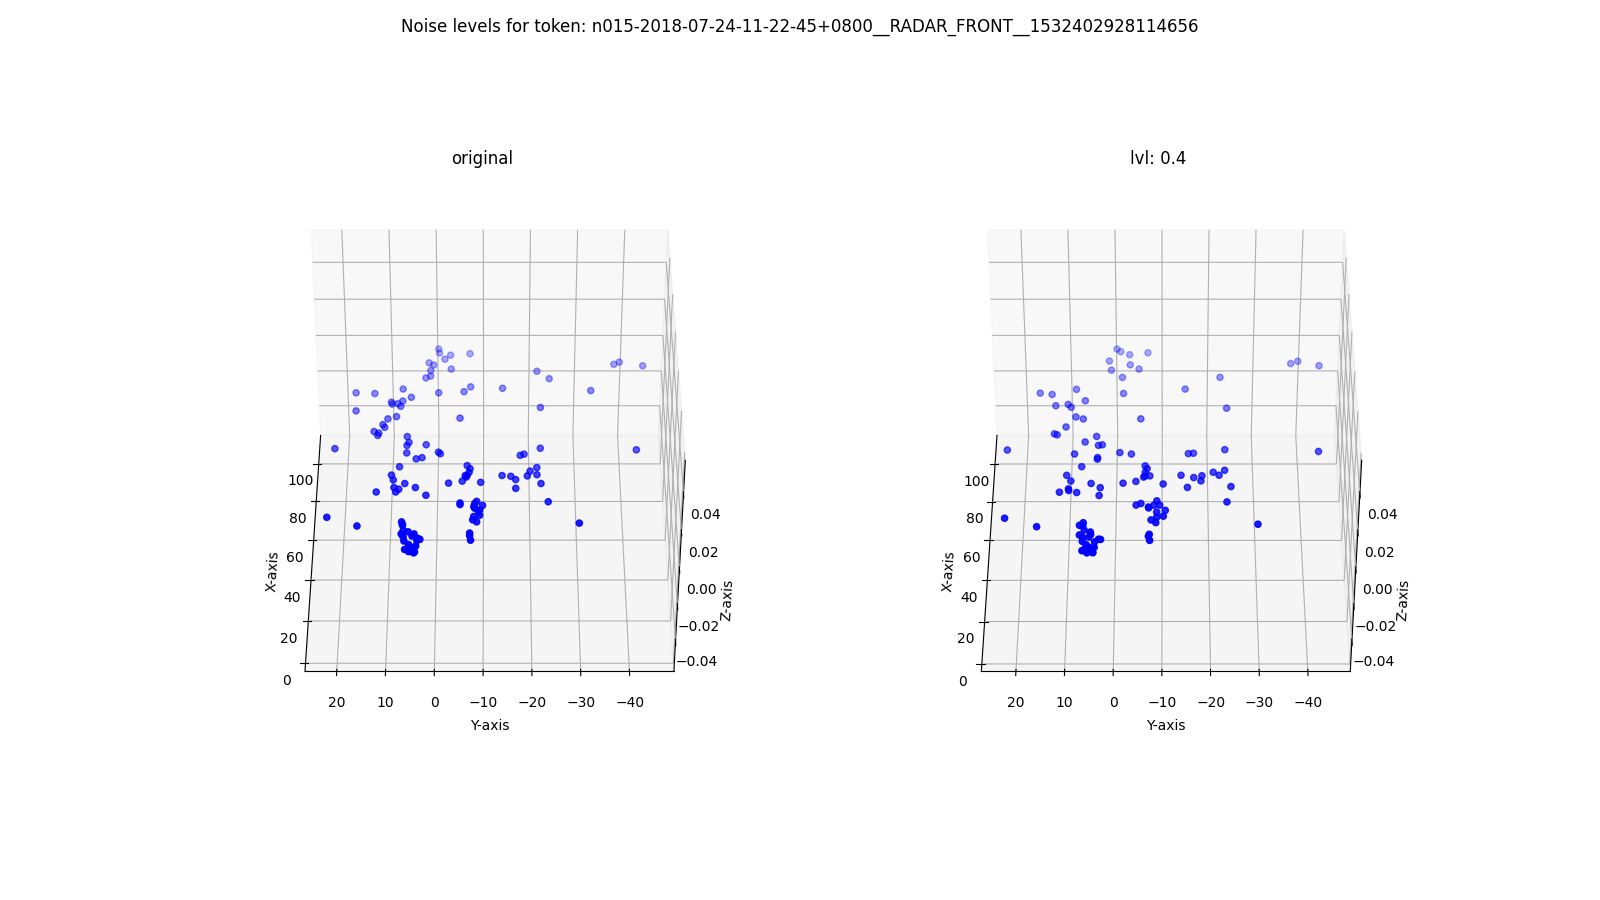 Noise levels for token: n015-2018-07-24-11-22-45+0800__RADAR_FRONT__1532402928114656
original
100
80
60
40
20
0
X-axis
20 10 0 −10 −20 −30 −40
Y-axis
0.04
0.02
0.00
−0.02
−0.04
Z-axis
lvl: 0.4
100
80
60
40
20
0
X-axis
20 10 0 −10 −20 −30 −40
Y-axis
0.04
0.02
0.00
−0.02
−0.04
Z-axis